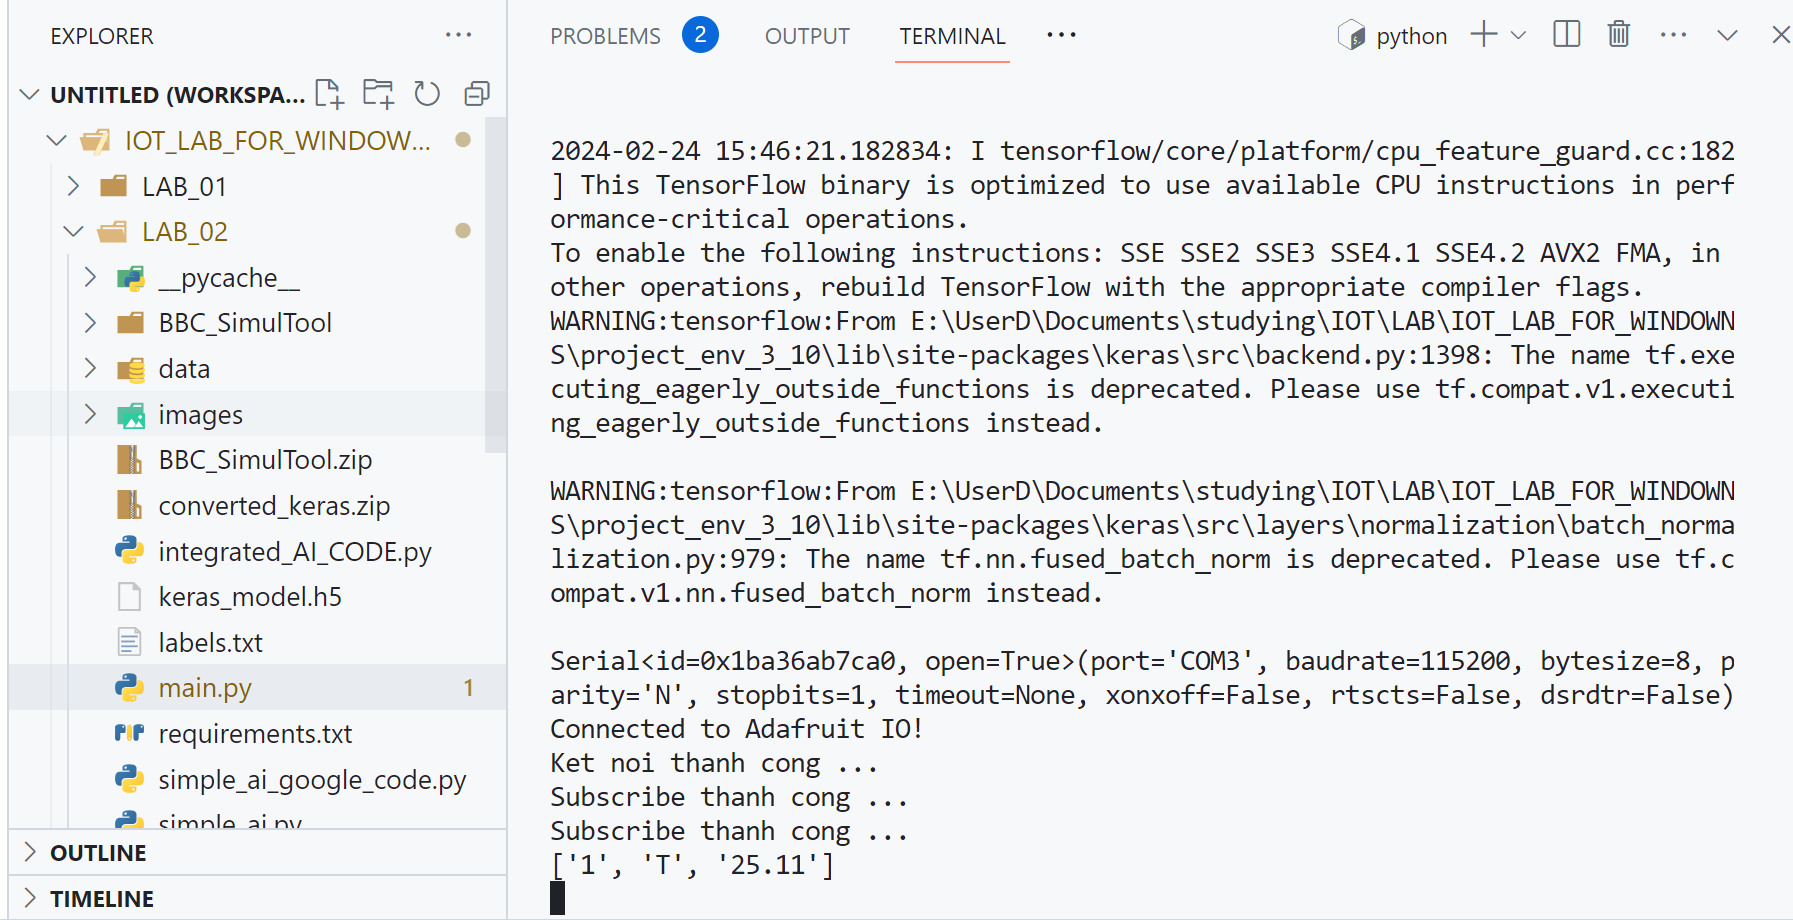 EXPLORER
UNTITLED (WORKSPA...
IOT_LAB_FOR_WINDOW...
LAB_01
LAB_02
__pycache__
BBC_SimulTool
data
images
BBC_SimulTool.zip
converted_keras.zip
integrated_AI_CODE.py
keras_model.h5
labels.txt
main.py 1
requirements.txt
simple_ai_google_code.py
simple_ai.py
OUTLINE
TIMELINE
PROBLEMS 2 OUTPUT TERMINAL ... python
2024-02-24 15:46:21.182834: I tensorflow/core/platform/cpu_feature_guard.cc:182
] This TensorFlow binary is optimized to use available CPU instructions in perf
ormance-critical operations.
To enable the following instructions: SSE SSE2 SSE3 SSE4.1 SSE4.2 AVX2 FMA, in
other operations, rebuild TensorFlow with the appropriate compiler flags.
WARNING:tensorflow:From E:\UserD\Documents\studying\IOT\LAB\IOT_LAB_FOR_WINDOWN
S\project_env_3_10\lib\site-packages\keras\src\backend.py:1398: The name tf.exe
cuting_eagerly_outside_functions is deprecated. Please use tf.compat.v1.executi
ng_eagerly_outside_functions instead.
WARNING:tensorflow:From E:\UserD\Documents\studying\IOT\LAB\IOT_LAB_FOR_WINDOWN
S\project_env_3_10\lib\site-packages\keras\src\layers\normalization\batch_norma
lization.py:979: The name tf.nn.fused_batch_norm is deprecated. Please use tf.c
ompat.v1.nn.fused_batch_norm instead.
Serial<id=0x1ba36ab7ca0, open=True>(port='COM3', baudrate=115200, bytesize=8, p
arity='N', stopbits=1, timeout=None, xonxoff=False, rtscts=False, dsrdtr=False)
Connected to Adafruit IO!
Ket noi thanh cong ...
Subscribe thanh cong ...
Subscribe thanh cong ...
['1', 'T', '25.11']